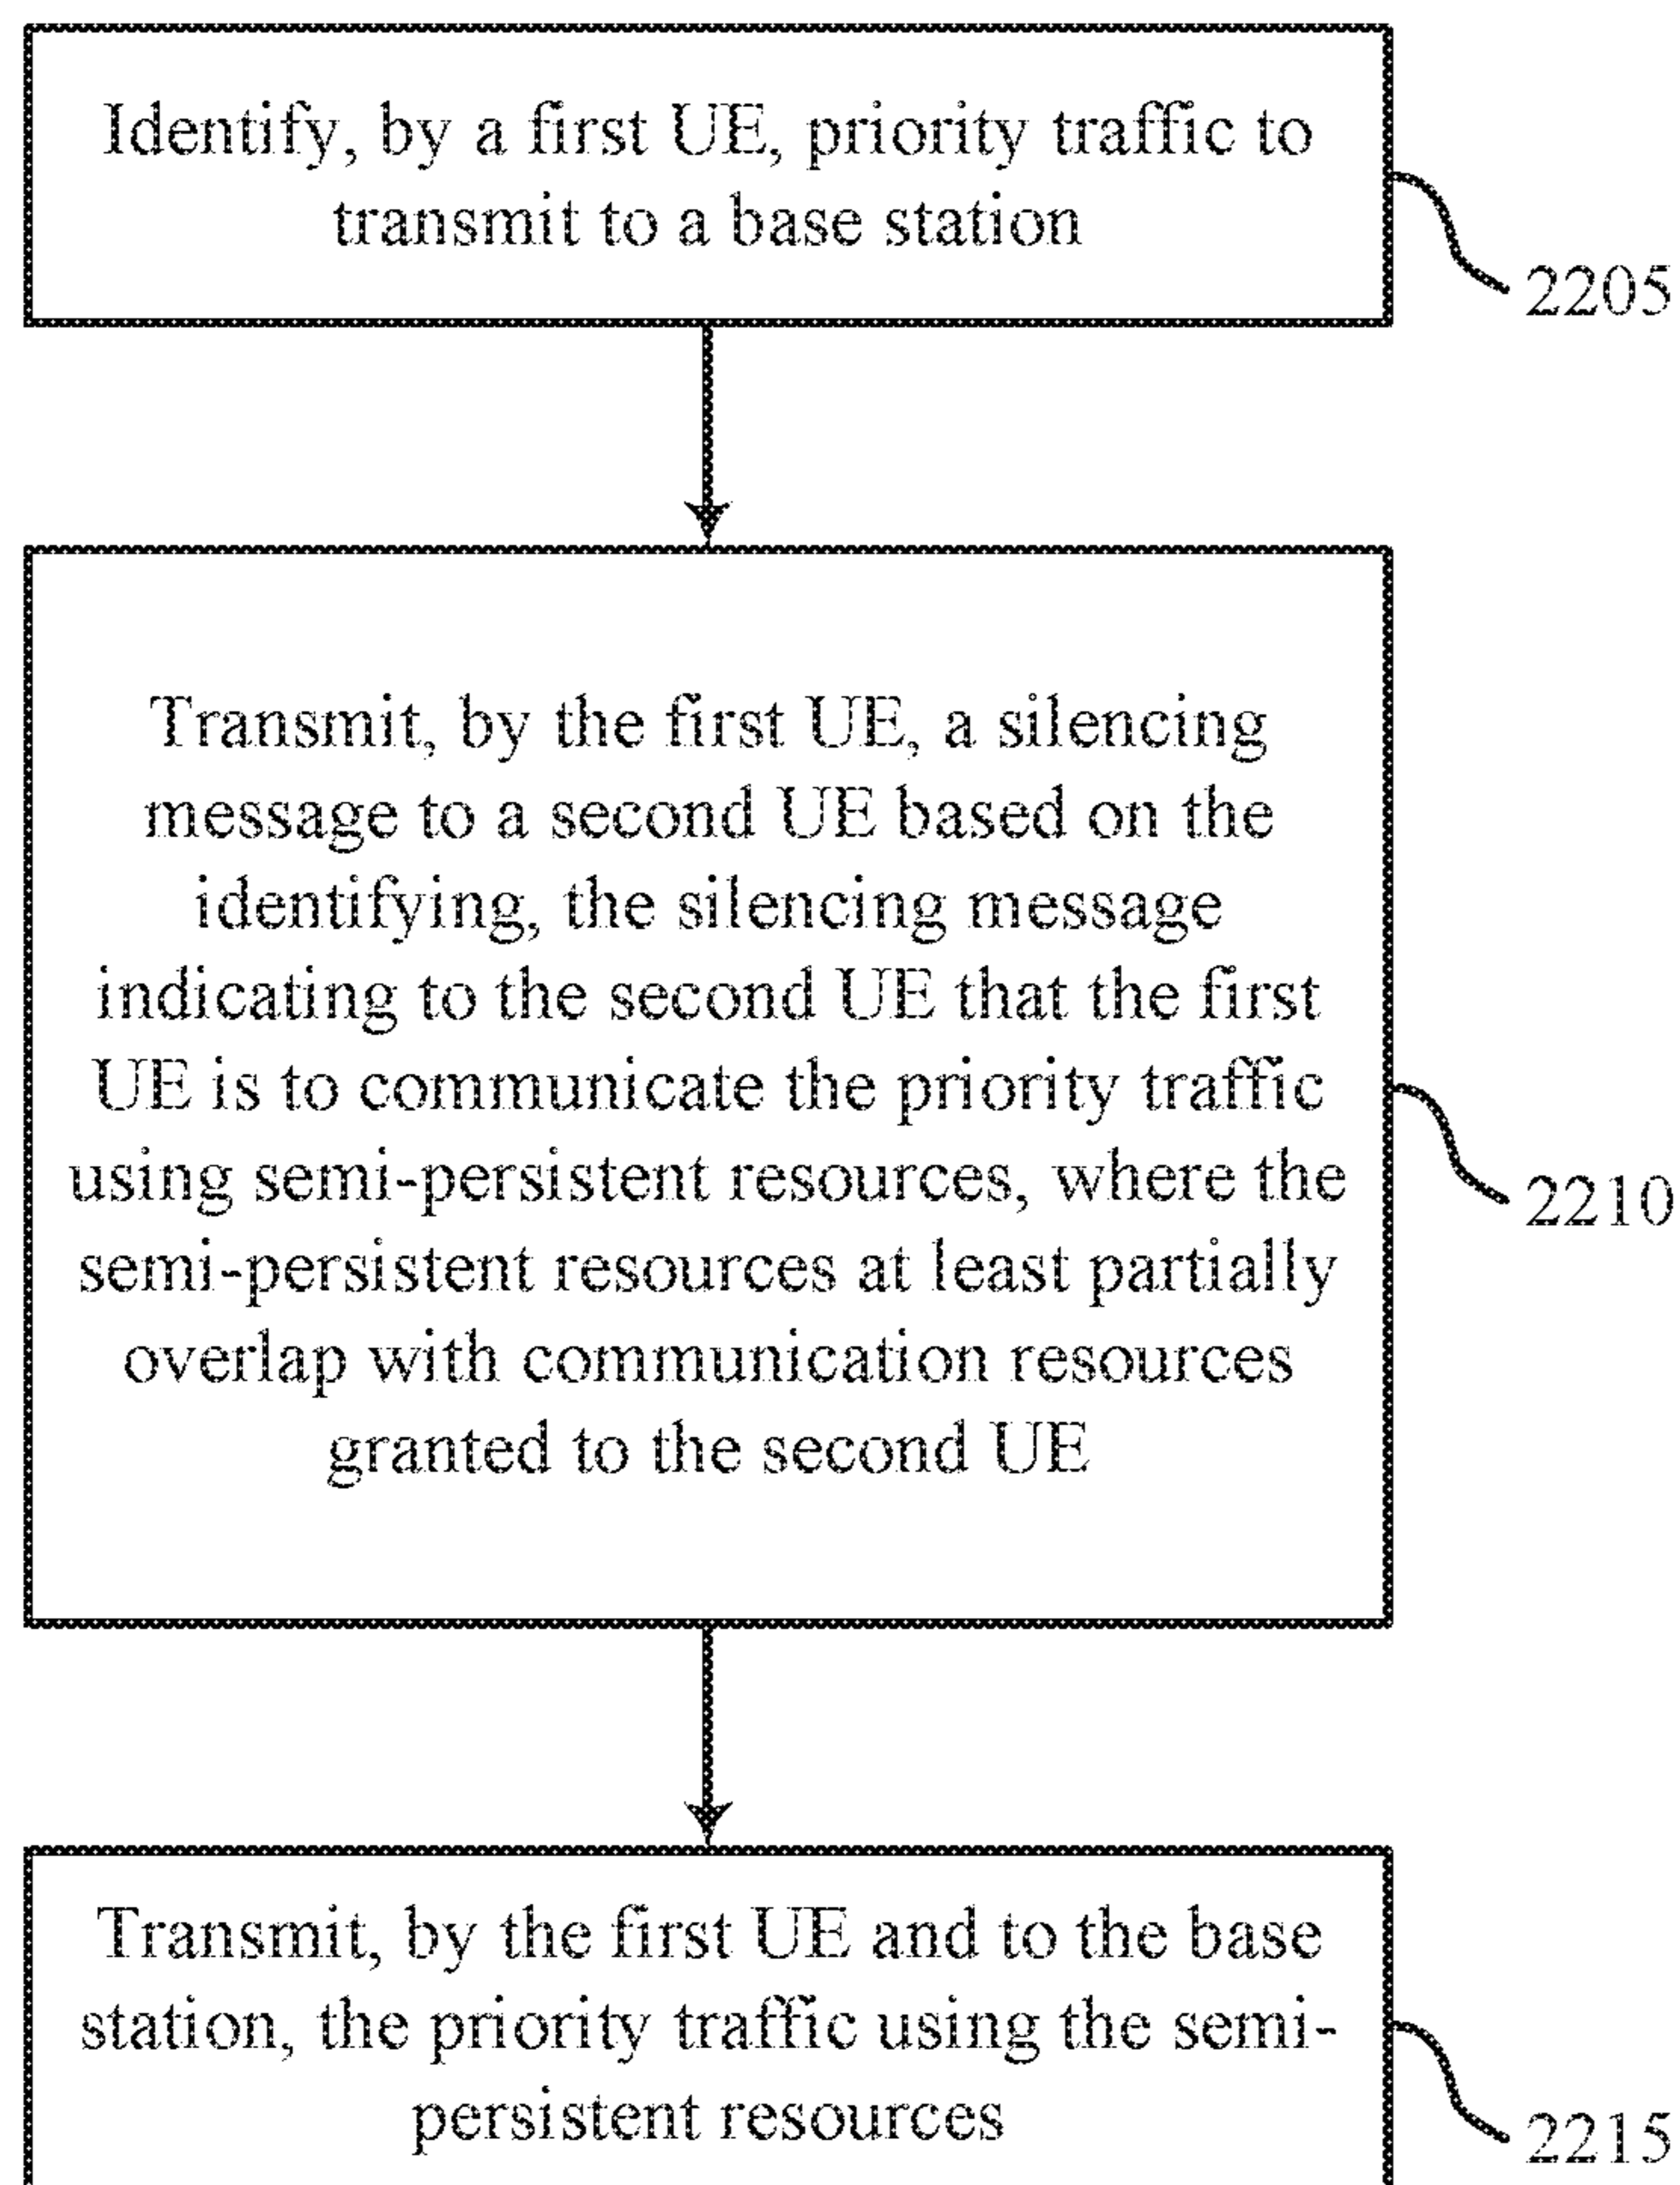 Identify, by a first UE, priority traffic to
transmit to a base station
2205
Transmit, by the first UE, a silencing
message to a second UE based on the
identifying, the silencing message
indicating to the second UE that the first
UE is to communicate the priority traffic
using semi-persistent resources, where the
semi-persistent resources at least partially
overlap with communication resources
granted to the second UE
2210
Transmit, by the first UE and to the base
station, the priority traffic using the semi-
persistent resources
2215